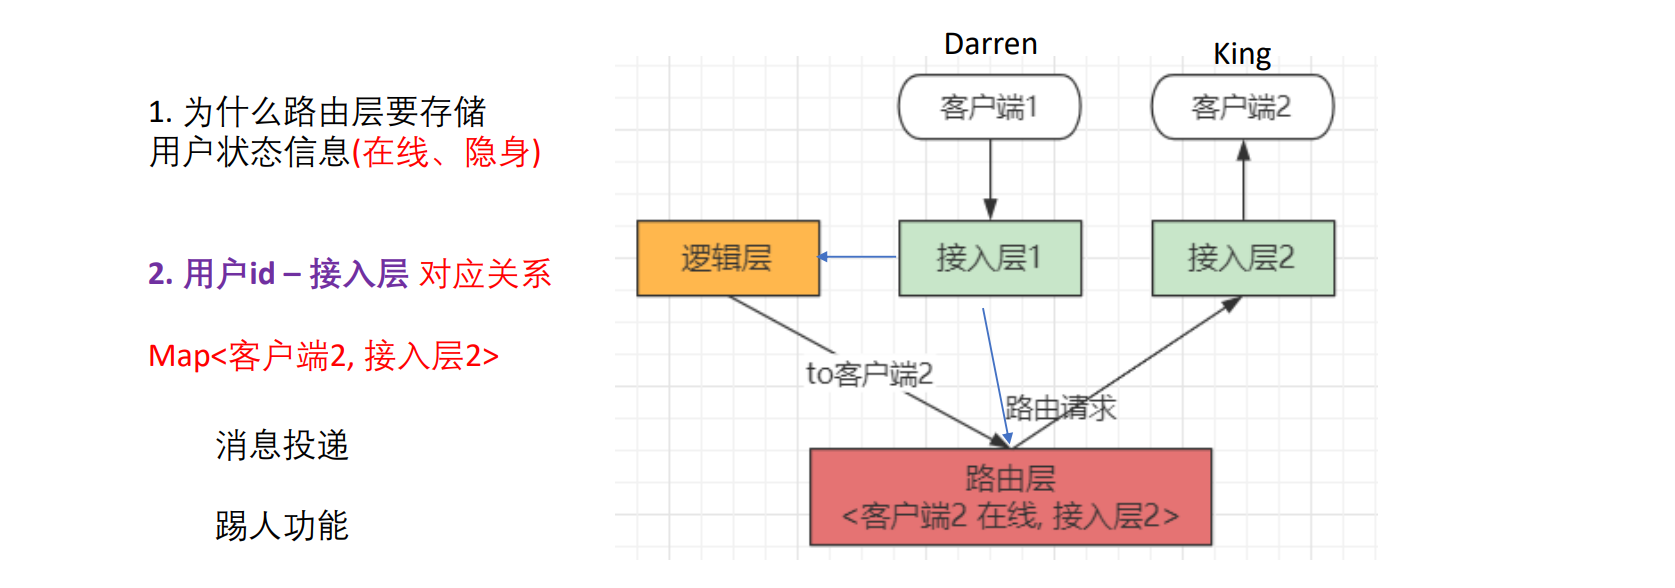 1. 为什么路由层要存储
用户状态信息(在线、隐身)
2. 用户id – 接入层 对应关系
Map<客户端2, 接入层2>
消息投递
踢人功能
Darren
King
客户端1
客户端2
逻辑层
接入层1
接入层2
to客户端2
路由请求
路由层
<客户端2 在线, 接入层2>